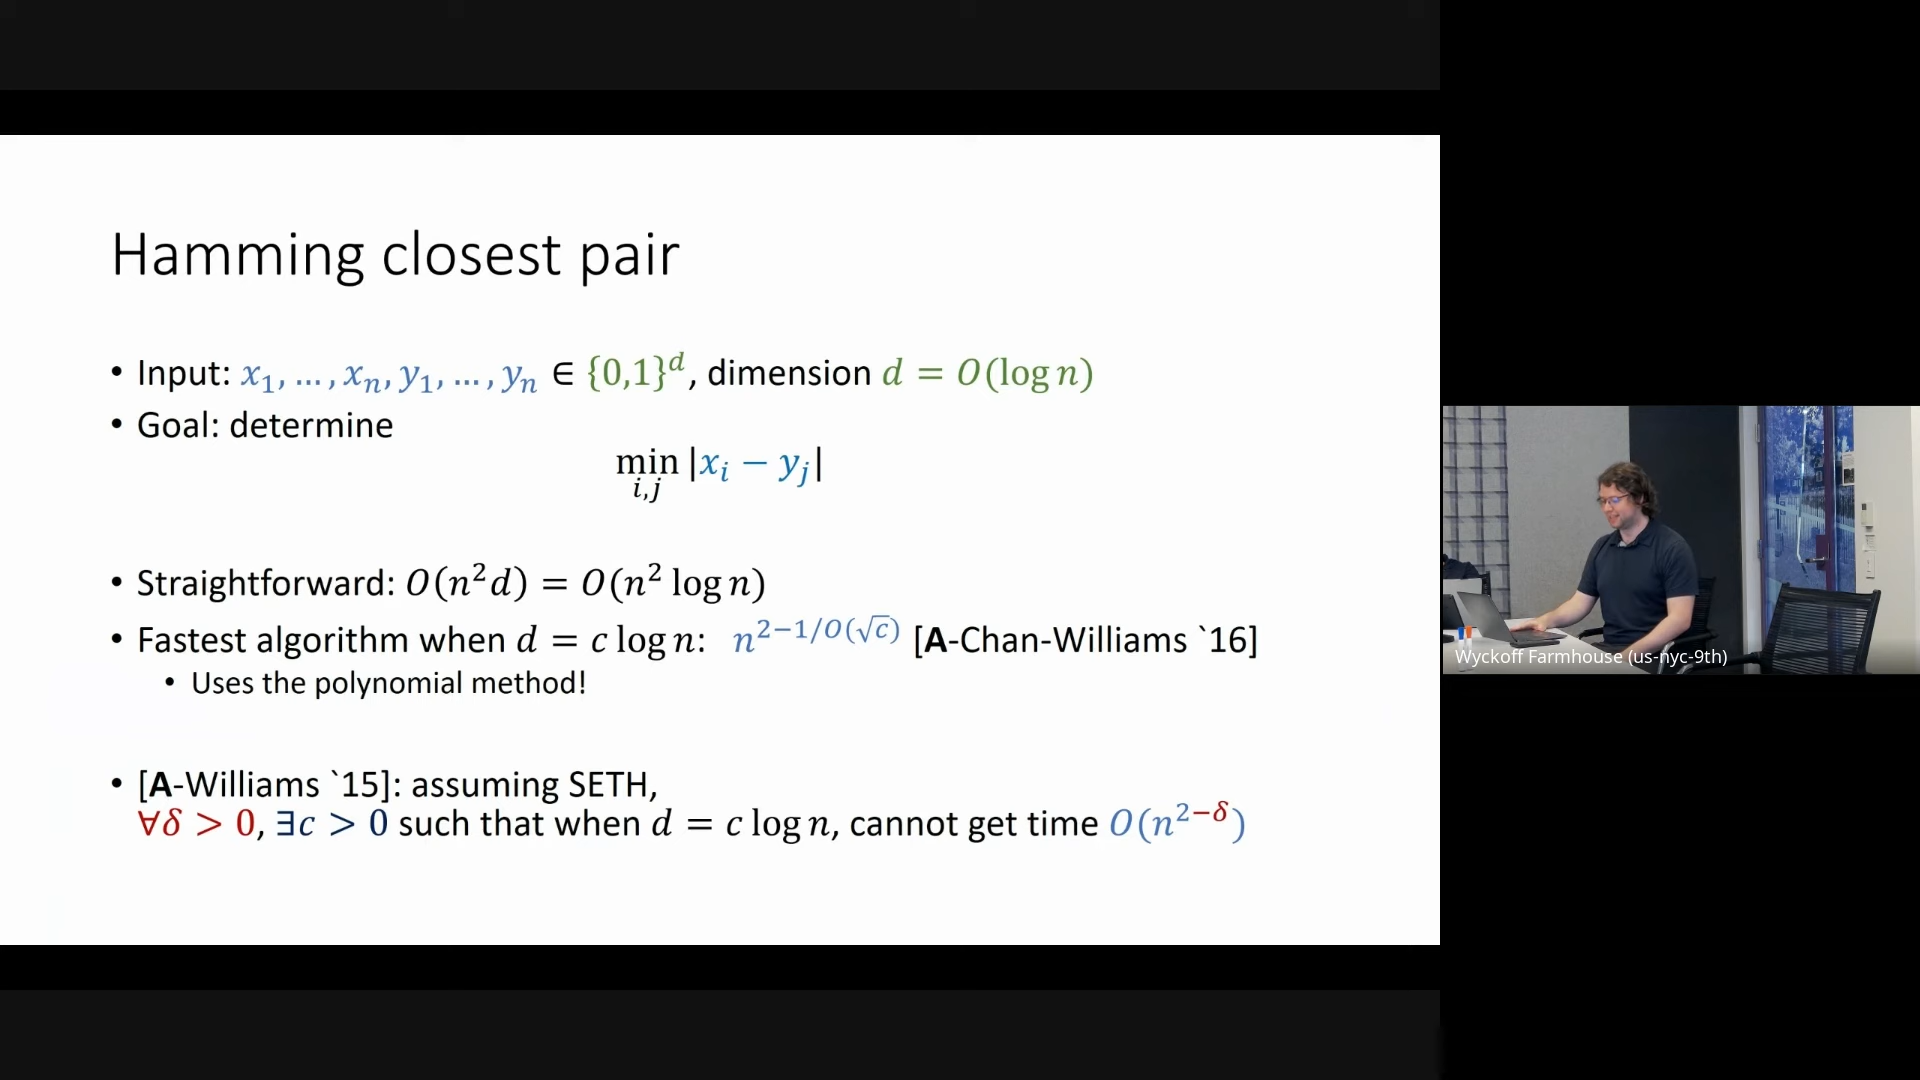 Hamming closest pair
• Input: x₁, … , xₙ, y₁, … , yₙ ∈ {0,1}ᵈ, dimension d = O(log n)
• Goal: determine
min |xᵢ − yⱼ|
i,j
• Straightforward: O(n²d) = O(n² log n)
• Fastest algorithm when d = c log n: n^{2−1/O(√c)} [A-Chan-Williams `16]
• Uses the polynomial method!
• [A-Williams `15]: assuming SETH,
∀δ > 0, ∃c > 0 such that when d = c log n, cannot get time O(n^{2−δ})
Wyckoff Farmhouse (us-nyc-9th)